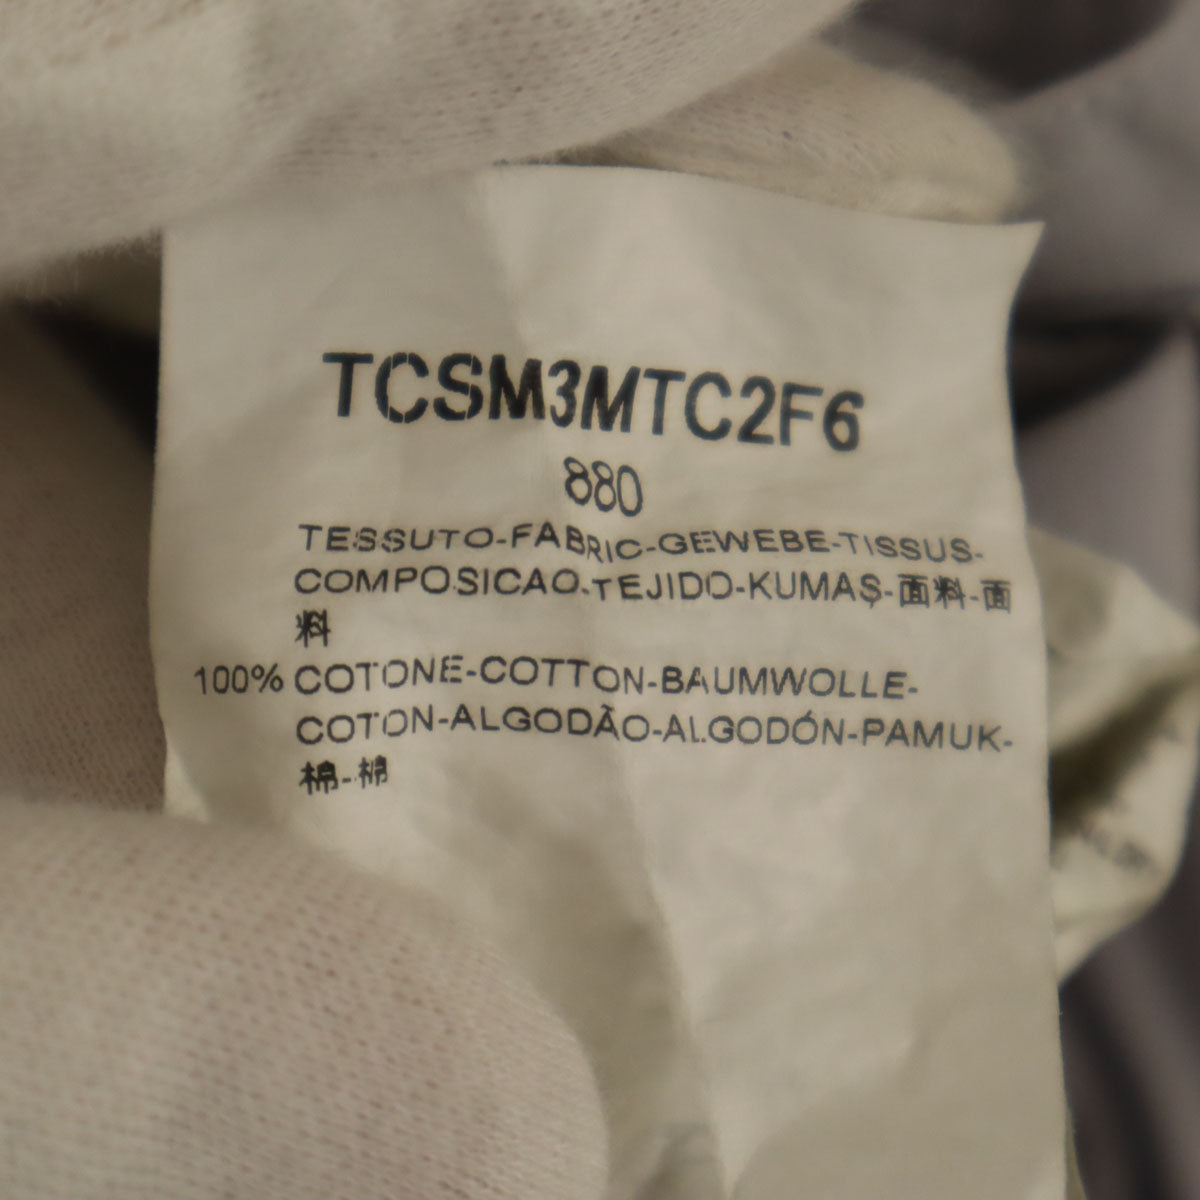 TCSM3MTC2F6
880
TESSUTO-FABRIC-GEWEBE-TISSUS-
COMPOSICAO-TEJIDO-KUMAŞ-面料-面
料
100% COTONE-COTTON-BAUMWOLLE-
COTON-ALGODÃO-ALGODÓN-PAMUK-
棉-棉